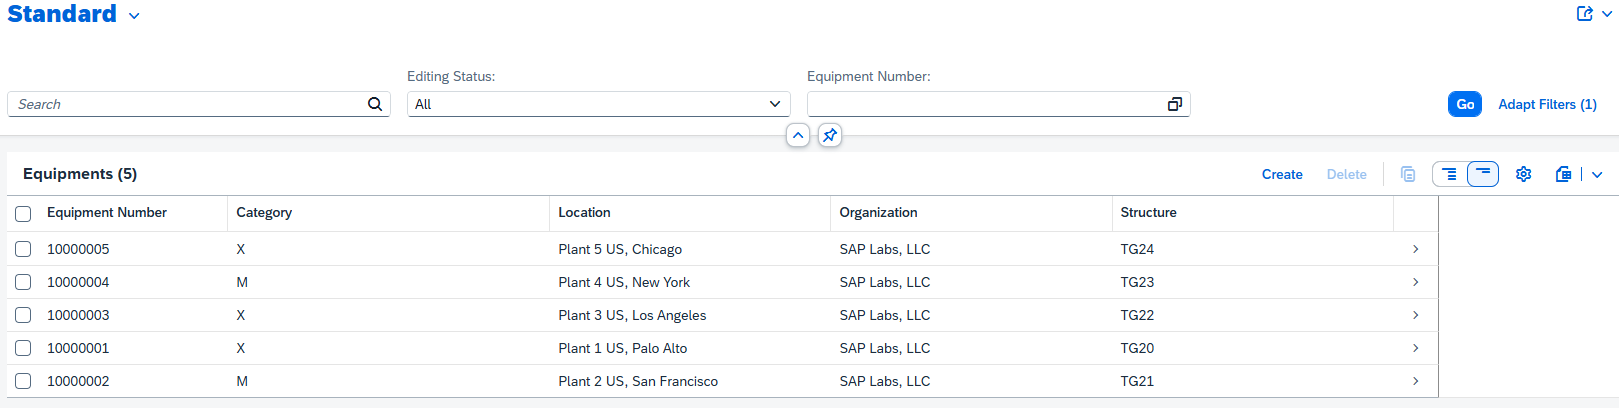 Standard
Editing Status:
Equipment Number:
Search
All
Go
Adapt Filters (1)
Equipments (5)
Create
Delete
Equipment Number Category Location Organization Structure
10000005 X Plant 5 US, Chicago SAP Labs, LLC TG24
10000004 M Plant 4 US, New York SAP Labs, LLC TG23
10000003 X Plant 3 US, Los Angeles SAP Labs, LLC TG22
10000001 X Plant 1 US, Palo Alto SAP Labs, LLC TG20
10000002 M Plant 2 US, San Francisco SAP Labs, LLC TG21